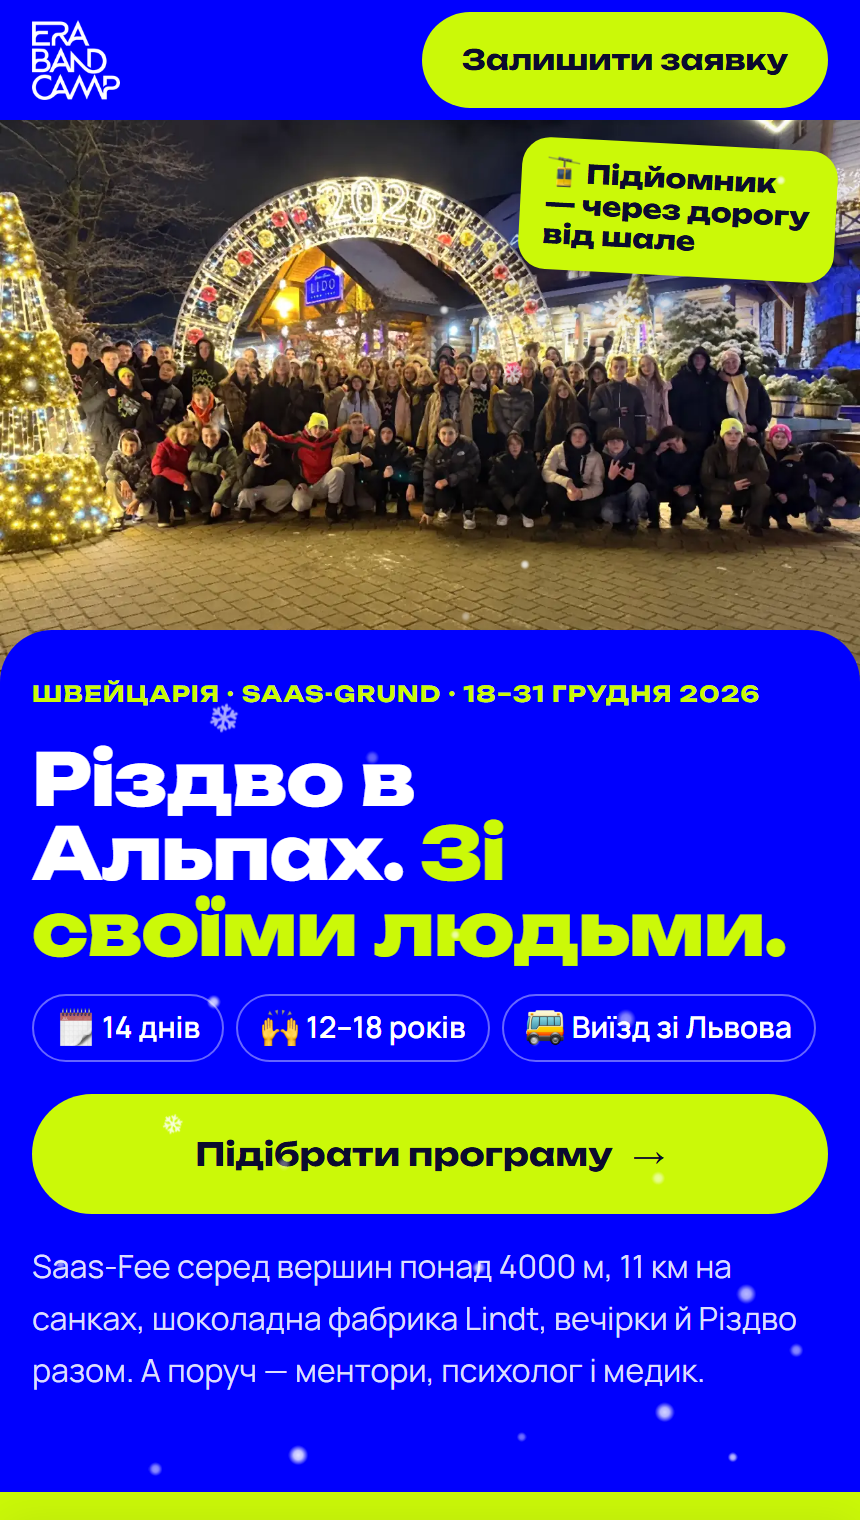 ERA
BAND
CAMP
Залишити заявку
2025
LIDO
Підйомник
— через дорогу
від шале
ШВЕЙЦАРІЯ · SAAS-GRUND · 18–31 ГРУДНЯ 2026
Різдво в
Альпах. Зі
своїми людьми.
14 днів
12–18 років
Виїзд зі Львова
Підібрати програму →
Saas-Fee серед вершин понад 4000 м, 11 км на
санках, шоколадна фабрика Lindt, вечірки й Різдво
разом. А поруч — ментори, психолог і медик.